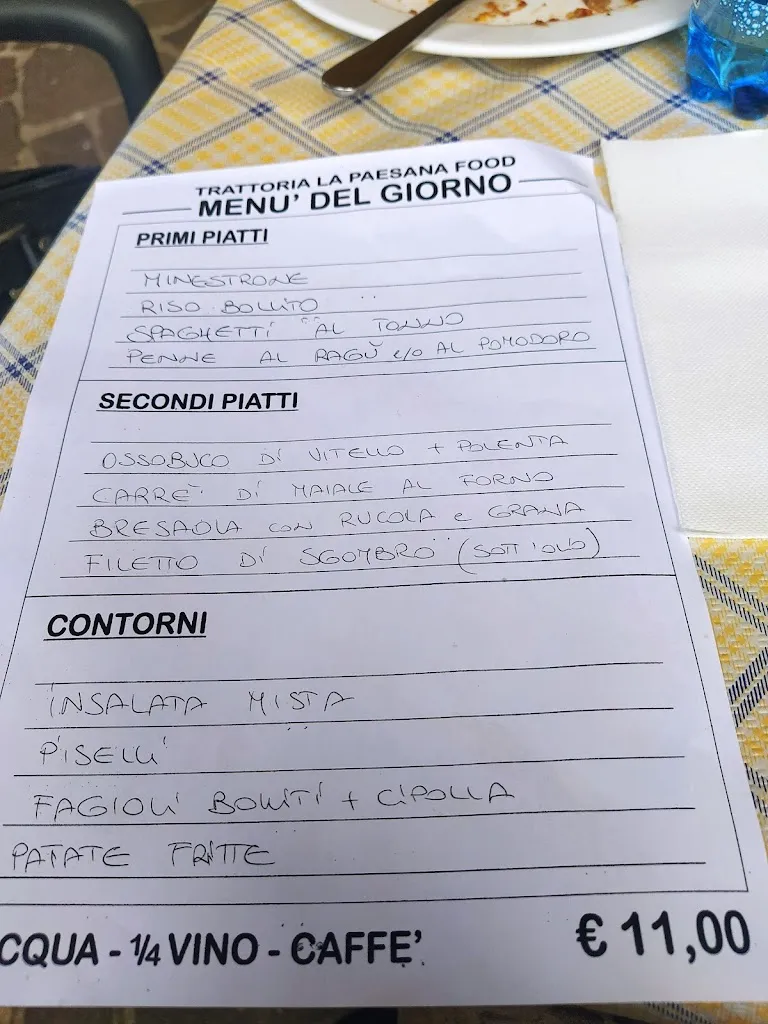 TRATTORIA LA PAESANA FOOD
MENU' DEL GIORNO
PRIMI PIATTI
MINESTRONE
RISO BOLLITO
SPAGHETTI AL TONNO
PENNE AL RAGÙ e/o AL POMODORO
SECONDI PIATTI
OSSOBUCO DI VITELLO + POLENTA
CARRE' DI MAIALE AL FORNO
BRESAOLA CON RUCOLA e GRANA
FILETTO DI SGOMBRO (SOTT'OLIO)
CONTORNI
INSALATA MISTA
PISELLI
FAGIOLI BOLLITI + CIPOLLA
PATATE FRITTE
CQUA - 1/4 VINO - CAFFE' € 11,00